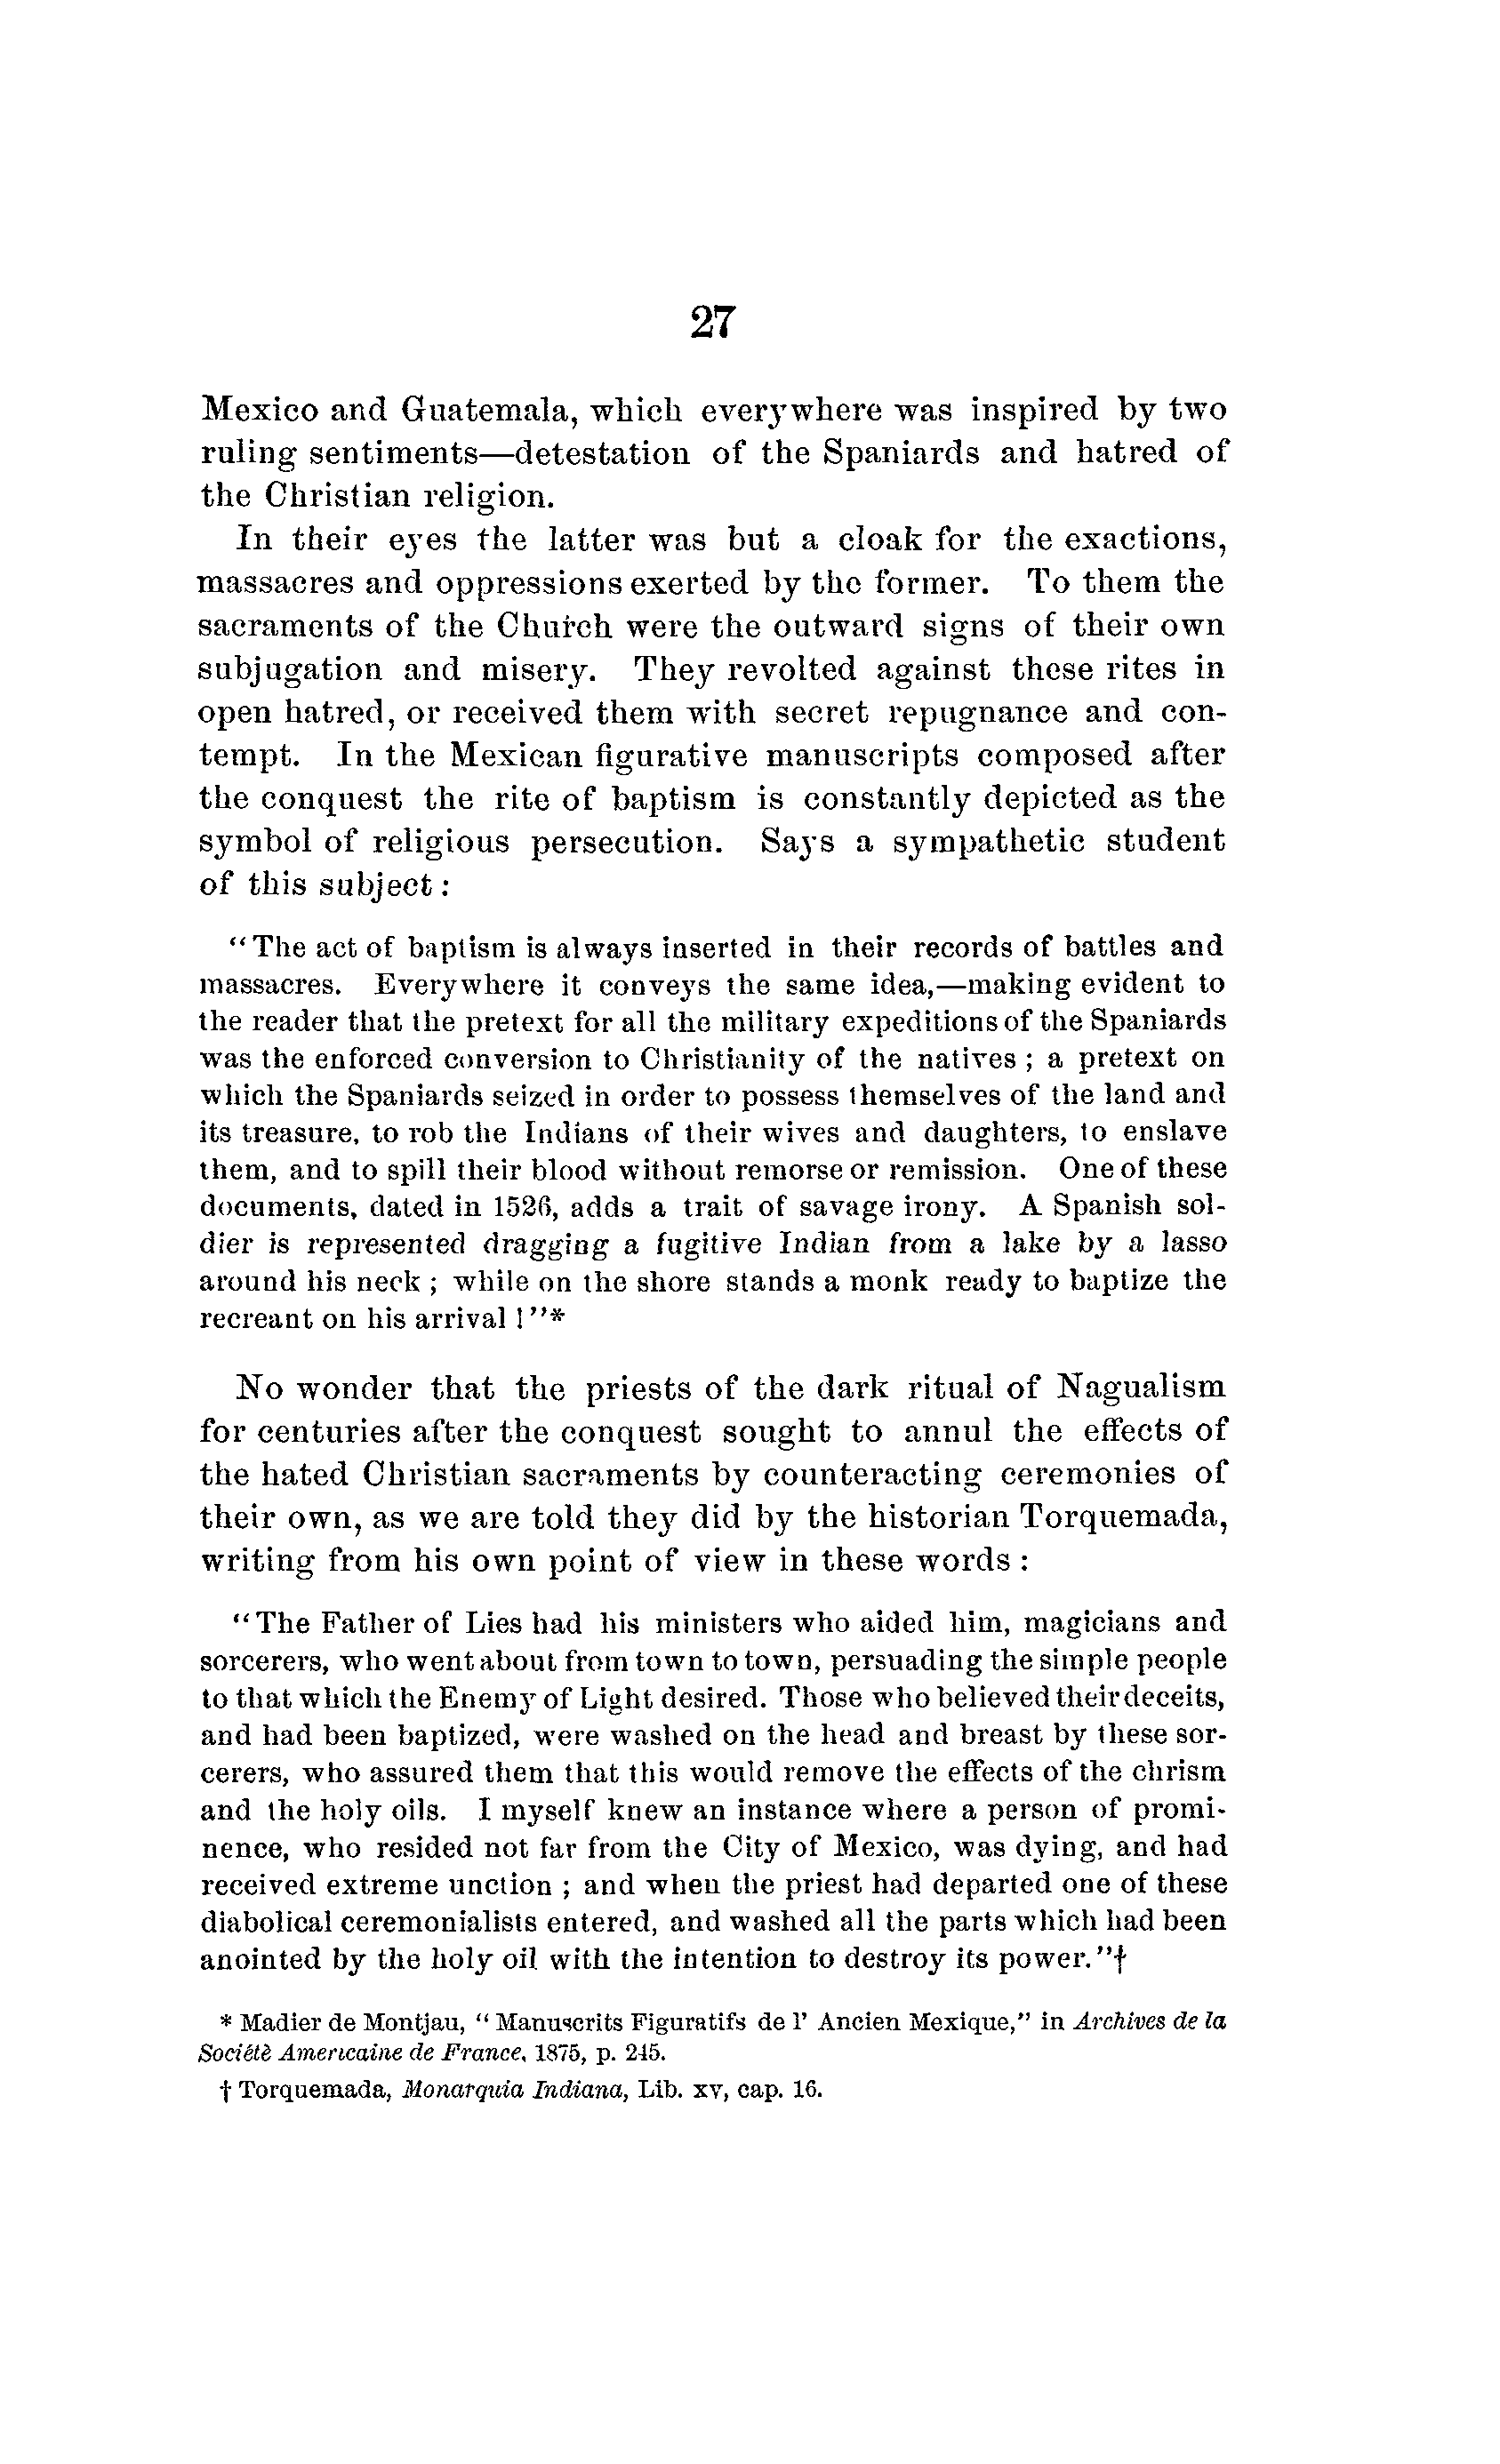 27
Mexico and Guatemala, which everywhere was inspired by two
ruling sentiments—detestation of the Spaniards and hatred of
the Christian religion.
In their eyes the latter was but a cloak for the exactions,
massacres and oppressions exerted by the former. To them the
sacraments of the Church were the outward signs of their own
subjugation and misery. They revolted against these rites in
open hatred, or received them with secret repugnance and con-
tempt. In the Mexican figurative manuscripts composed after
the conquest the rite of baptism is constantly depicted as the
symbol of religious persecution. Says a sympathetic student
of this subject:
“The act of baptism is always inserted in their records of battles and
massacres. Everywhere it conveys the same idea,—making evident to
the reader that the pretext for all the military expeditions of the Spaniards
was the enforced conversion to Christianity of the natives; a pretext on
which the Spaniards seized in order to possess themselves of the land and
its treasure, to rob the Indians of their wives and daughters, to enslave
them, and to spill their blood without remorse or remission. One of these
documents, dated in 1526, adds a trait of savage irony. A Spanish sol-
dier is represented dragging a fugitive Indian from a lake by a lasso
around his neck; while on the shore stands a monk ready to baptize the
recreant on his arrival!”*
No wonder that the priests of the dark ritual of Nagualism
for centuries after the conquest sought to annul the effects of
the hated Christian sacraments by counteracting ceremonies of
their own, as we are told they did by the historian Torquemada,
writing from his own point of view in these words:
“The Father of Lies had his ministers who aided him, magicians and
sorcerers, who went about from town to town, persuading the simple people
to that which the Enemy of Light desired. Those who believed their deceits,
and had been baptized, were washed on the head and breast by these sor-
cerers, who assured them that this would remove the effects of the chrism
and the holy oils. I myself knew an instance where a person of promi-
nence, who resided not far from the City of Mexico, was dying, and had
received extreme unction; and when the priest had departed one of these
diabolical ceremonialists entered, and washed all the parts which had been
anointed by the holy oil with the intention to destroy its power.”†
* Madier de Montjau, “Manuscrits Figuratifs de l’ Ancien Mexique,” in Archives de la
Sociétè Americaine de France, 1875, p. 245.
† Torquemada, Monarquia Indiana, Lib. xv, cap. 16.